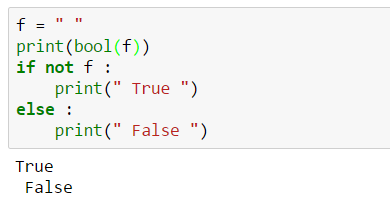 f = " "
print(bool(f))
if not f :
    print(" True ")
else :
    print(" False ")
True
 False